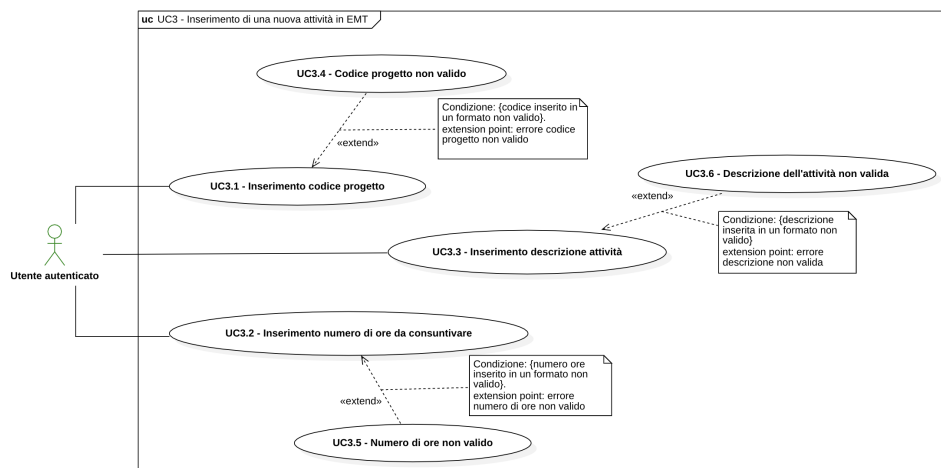 uc UC3 - Inserimento di una nuova attività in EMT
UC3.4 - Codice progetto non valido
Condizione: {codice inserito in
un formato non valido}.
extension point: errore codice
progetto non valido
«extend»
UC3.1 - Inserimento codice progetto
UC3.6 - Descrizione dell'attività non valida
«extend»
Condizione: {descrizione
inserita in un formato non
valido}
extension point: errore
descrizione non valida
UC3.3 - Inserimento descrizione attività
Utente autenticato
UC3.2 - Inserimento numero di ore da consuntivare
Condizione: {numero ore
inserito in un formato non
valido}.
extension point: errore
numero di ore non valido
«extend»
UC3.5 - Numero di ore non valido